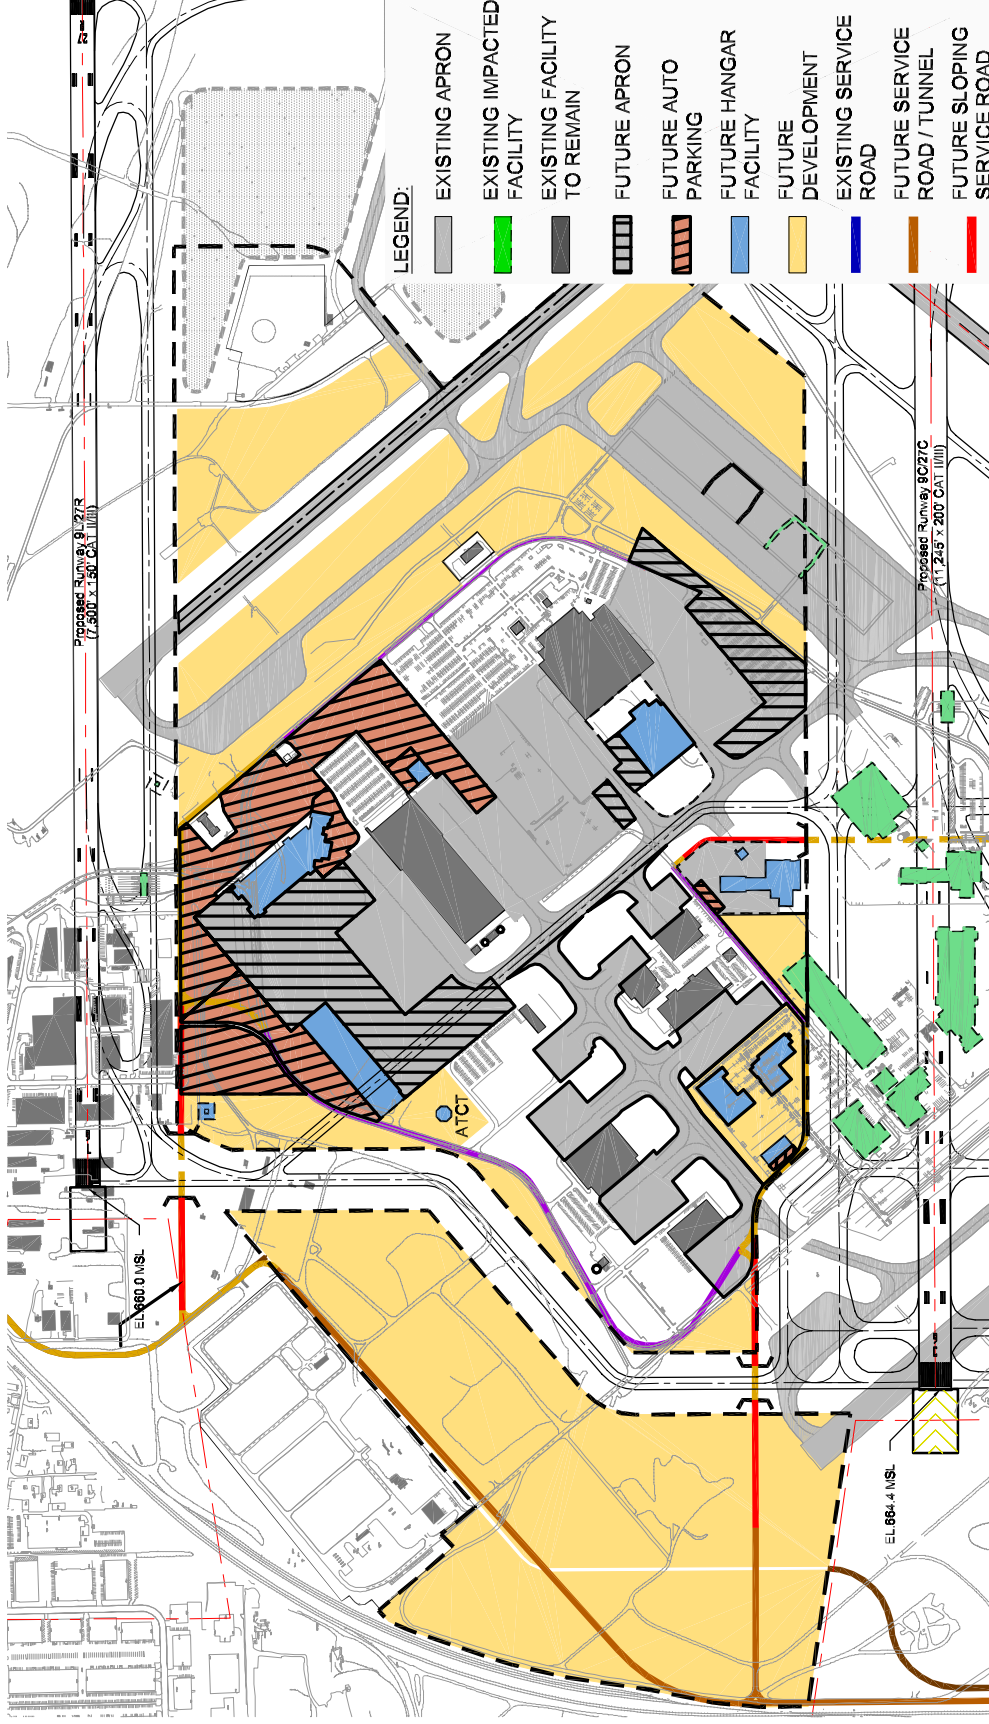 LEGEND:
EXISTING APRON
EXISTING IMPACTED
FACILITY
EXISTING FACILITY
TO REMAIN
FUTURE APRON
FUTURE AUTO
PARKING
FUTURE HANGAR
FACILITY
FUTURE
DEVELOPMENT
EXISTING SERVICE
ROAD
FUTURE SERVICE
ROAD / TUNNEL
FUTURE SLOPING
SERVICE ROAD
Proposed Runway 9L/27R
(7,500' x 150' CAT II/III)
Proposed Runway 9C/27C
(11,245' x 200' CAT II/III)
ATCT
EL.660.0 MSL
EL.664.4 MSL